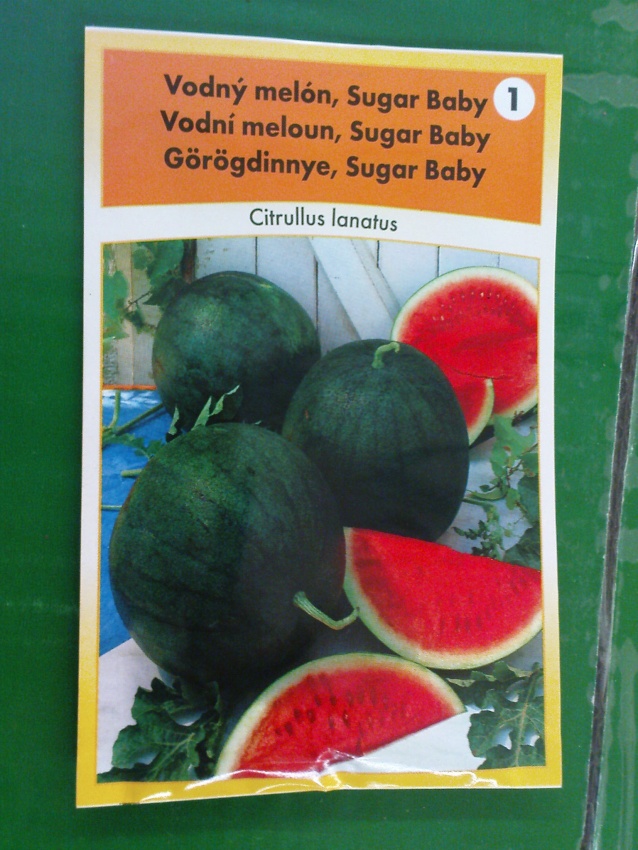 Vodný melón, Sugar Baby 1
Vodní meloun, Sugar Baby
Görögdinnye, Sugar Baby
Citrullus lanatus